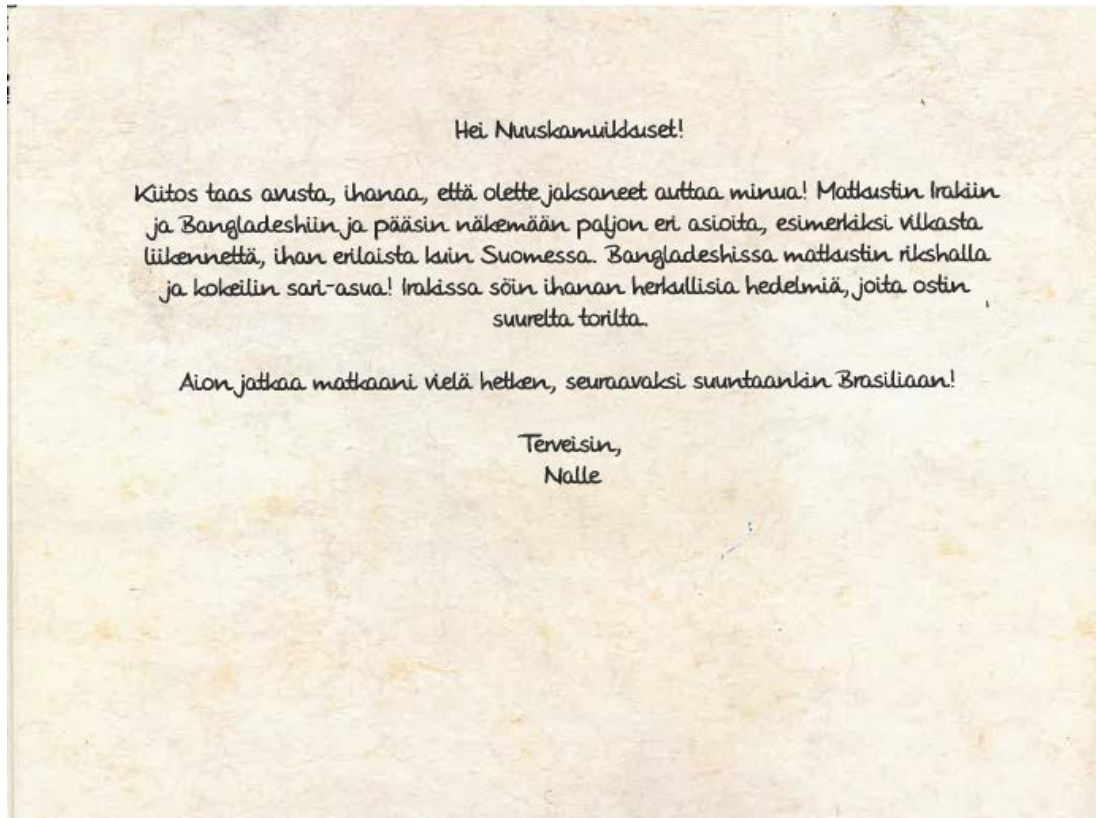 Hei Nuuskamuikkuset!
Kiitos taas avusta, ihanaa, että olette jaksaneet auttaa minua! Matkustin Irakiin
ja Bangladeshiin ja pääsin näkemään paljon eri asioita, esimerkiksi vilkasta
liikennettä, ihan erilaista kuin Suomessa. Bangladeshissa matkustin rikshalla
ja kokeilin sari-asua! Irakissa söin ihanan herkullisia hedelmiä, joita ostin
suurelta torilta.
Aion jatkaa matkaani vielä hetken, seuraavaksi suuntaankin Brasiliaan!
Terveisin,
Nalle